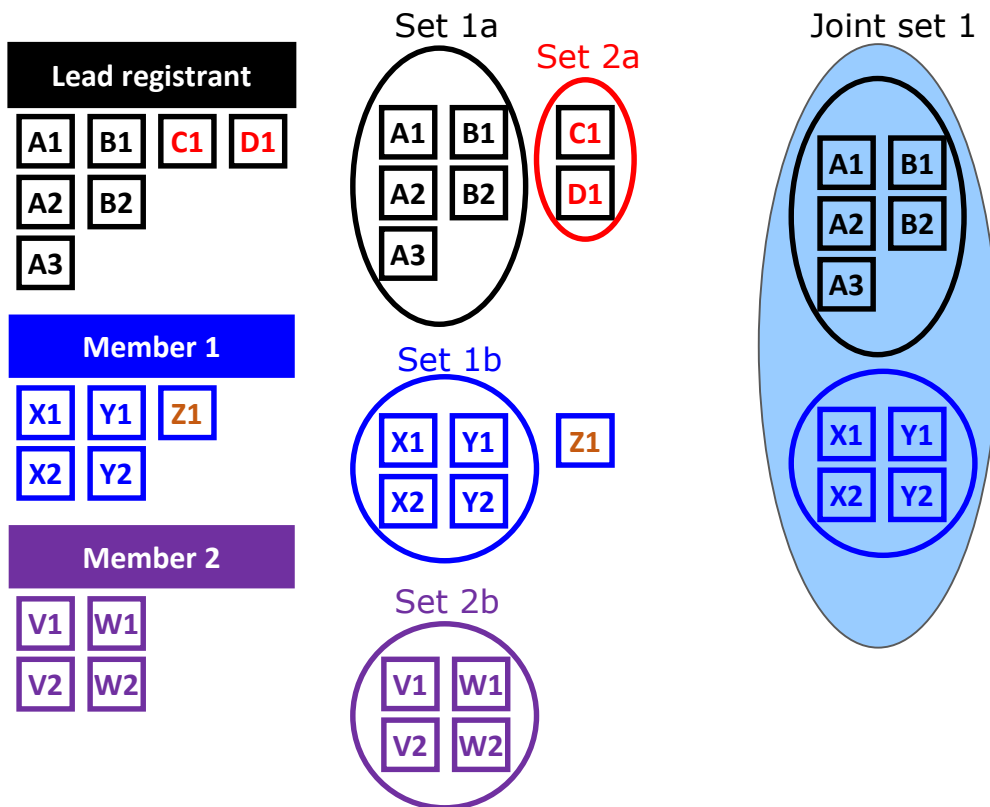 Set 1a
Set 2a
Joint set 1
Lead registrant
A1 B1 C1 D1
A2 B2
A3
A1 B1
A2 B2
A3
C1
D1
A1 B1
A2 B2
A3
Member 1
X1 Y1 Z1
X2 Y2
Set 1b
X1 Y1
X2 Y2
Z1
X1 Y1
X2 Y2
Member 2
V1 W1
V2 W2
Set 2b
V1 W1
V2 W2